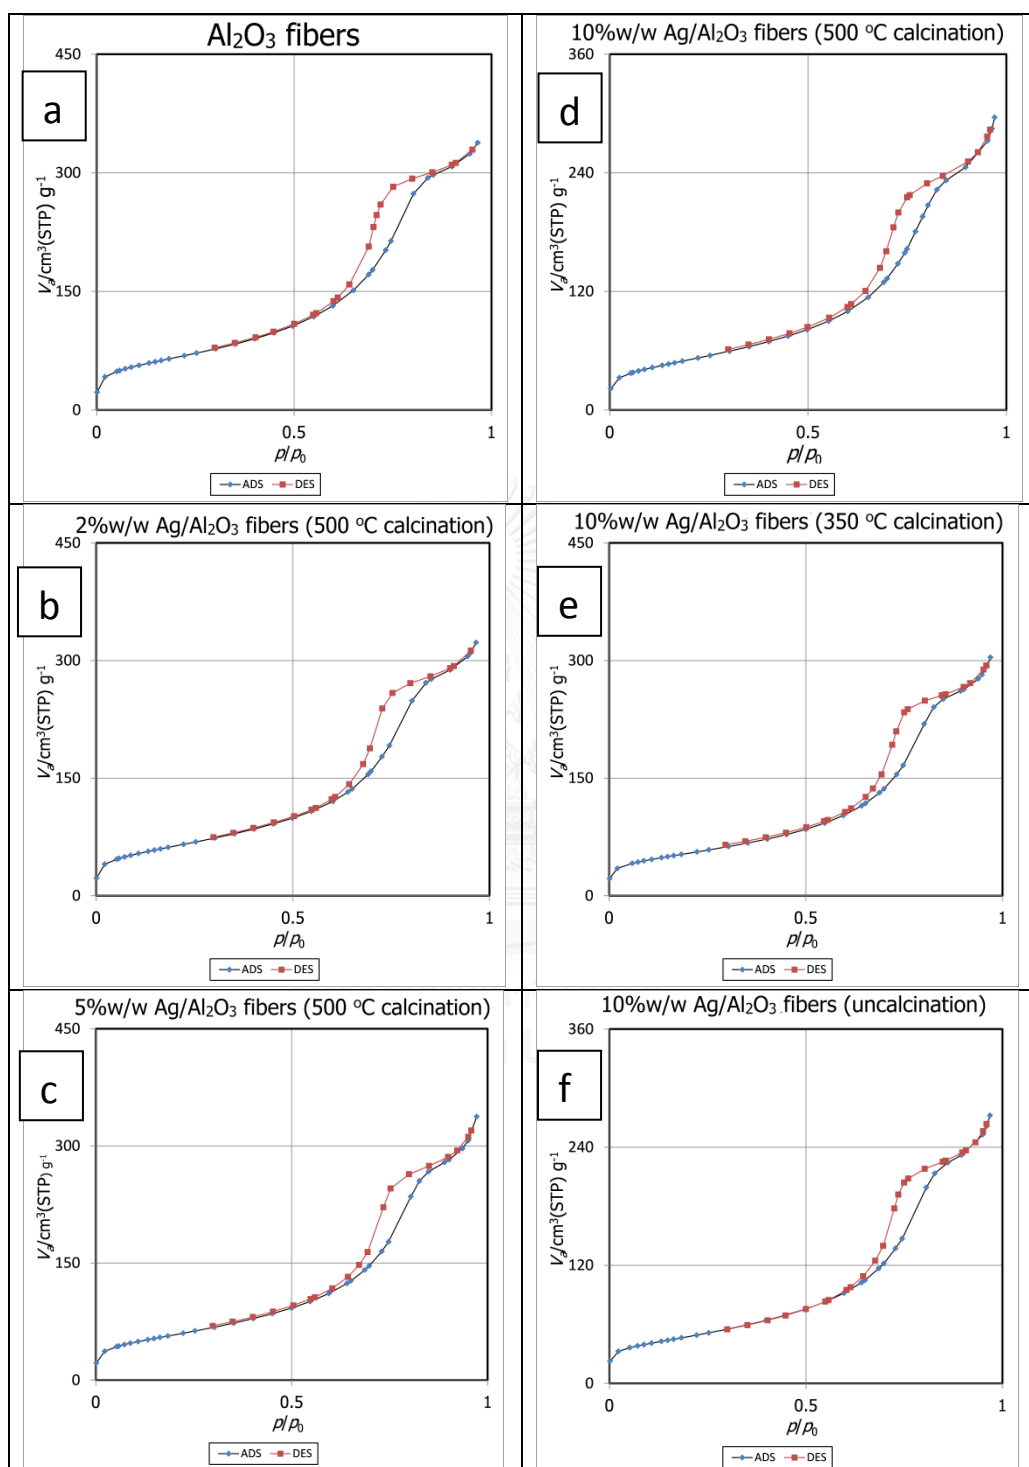 Al₂O₃ fibers
a
450
300
150
0
Vₐ/cm³(STP) g⁻¹
0
0.5
1
p/p₀
ADS
DES
10%w/w Ag/Al₂O₃ fibers (500 °C calcination)
d
360
240
120
0
Vₐ/cm³(STP) g⁻¹
0
0.5
1
p/p₀
ADS
DES
2%w/w Ag/Al₂O₃ fibers (500 °C calcination)
b
450
300
150
0
Vₐ/cm³(STP) g⁻¹
0
0.5
1
p/p₀
ADS
DES
10%w/w Ag/Al₂O₃ fibers (350 °C calcination)
e
450
300
150
0
Vₐ/cm³(STP) g⁻¹
0
0.5
1
p/p₀
ADS
DES
5%w/w Ag/Al₂O₃ fibers (500 °C calcination)
c
450
300
150
0
Vₐ/cm³(STP) g⁻¹
0
0.5
1
p/p₀
ADS
DES
10%w/w Ag/Al₂O₃ fibers (uncalcination)
f
360
240
120
0
Vₐ/cm³(STP) g⁻¹
0
0.5
1
p/p₀
ADS
DES